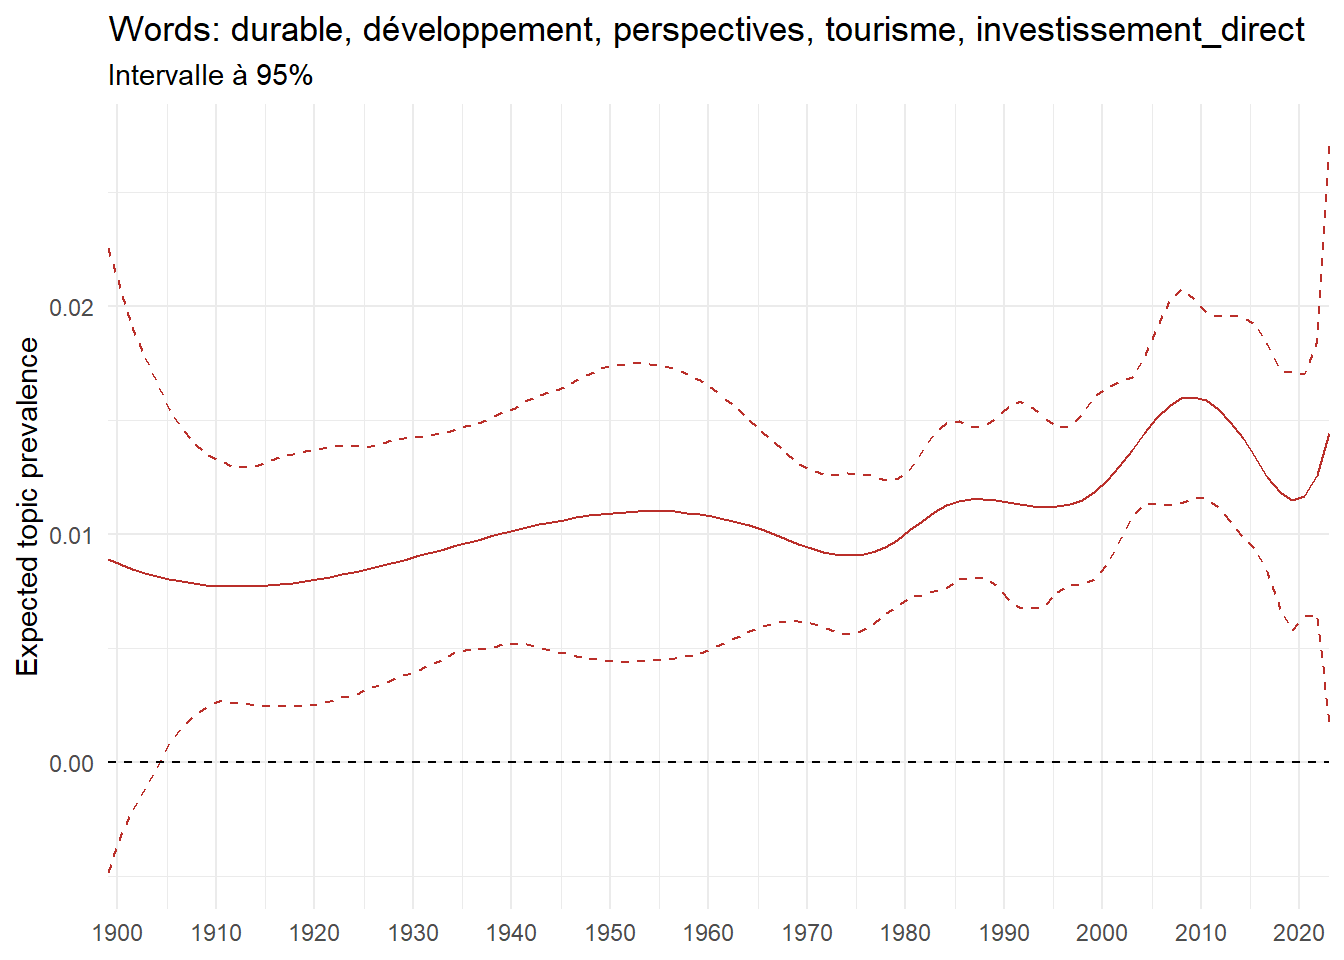 Words: durable, développement, perspectives, tourisme, investissement_direct
Intervalle à 95%
Expected topic prevalence
0.02
0.01
0.00
1900 1910 1920 1930 1940 1950 1960 1970 1980 1990 2000 2010 2020